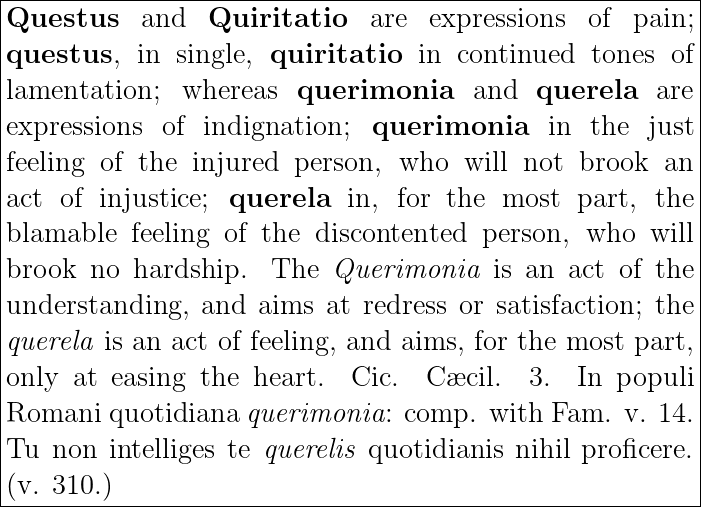 Questus and Quiritatio are expressions of pain;
questus, in single, quiritatio in continued tones of
lamentation; whereas querimonia and querela are
expressions of indignation; querimonia in the just
feeling of the injured person, who will not brook an
act of injustice; querela in, for the most part, the
blamable feeling of the discontented person, who will
brook no hardship. The Querimonia is an act of the
understanding, and aims at redress or satisfaction; the
querela is an act of feeling, and aims, for the most part,
only at easing the heart. Cic. Cæcil. 3. In populi
Romani quotidiana querimonia: comp. with Fam. v. 14.
Tu non intelliges te querelis quotidianis nihil proficere.
(v. 310.)